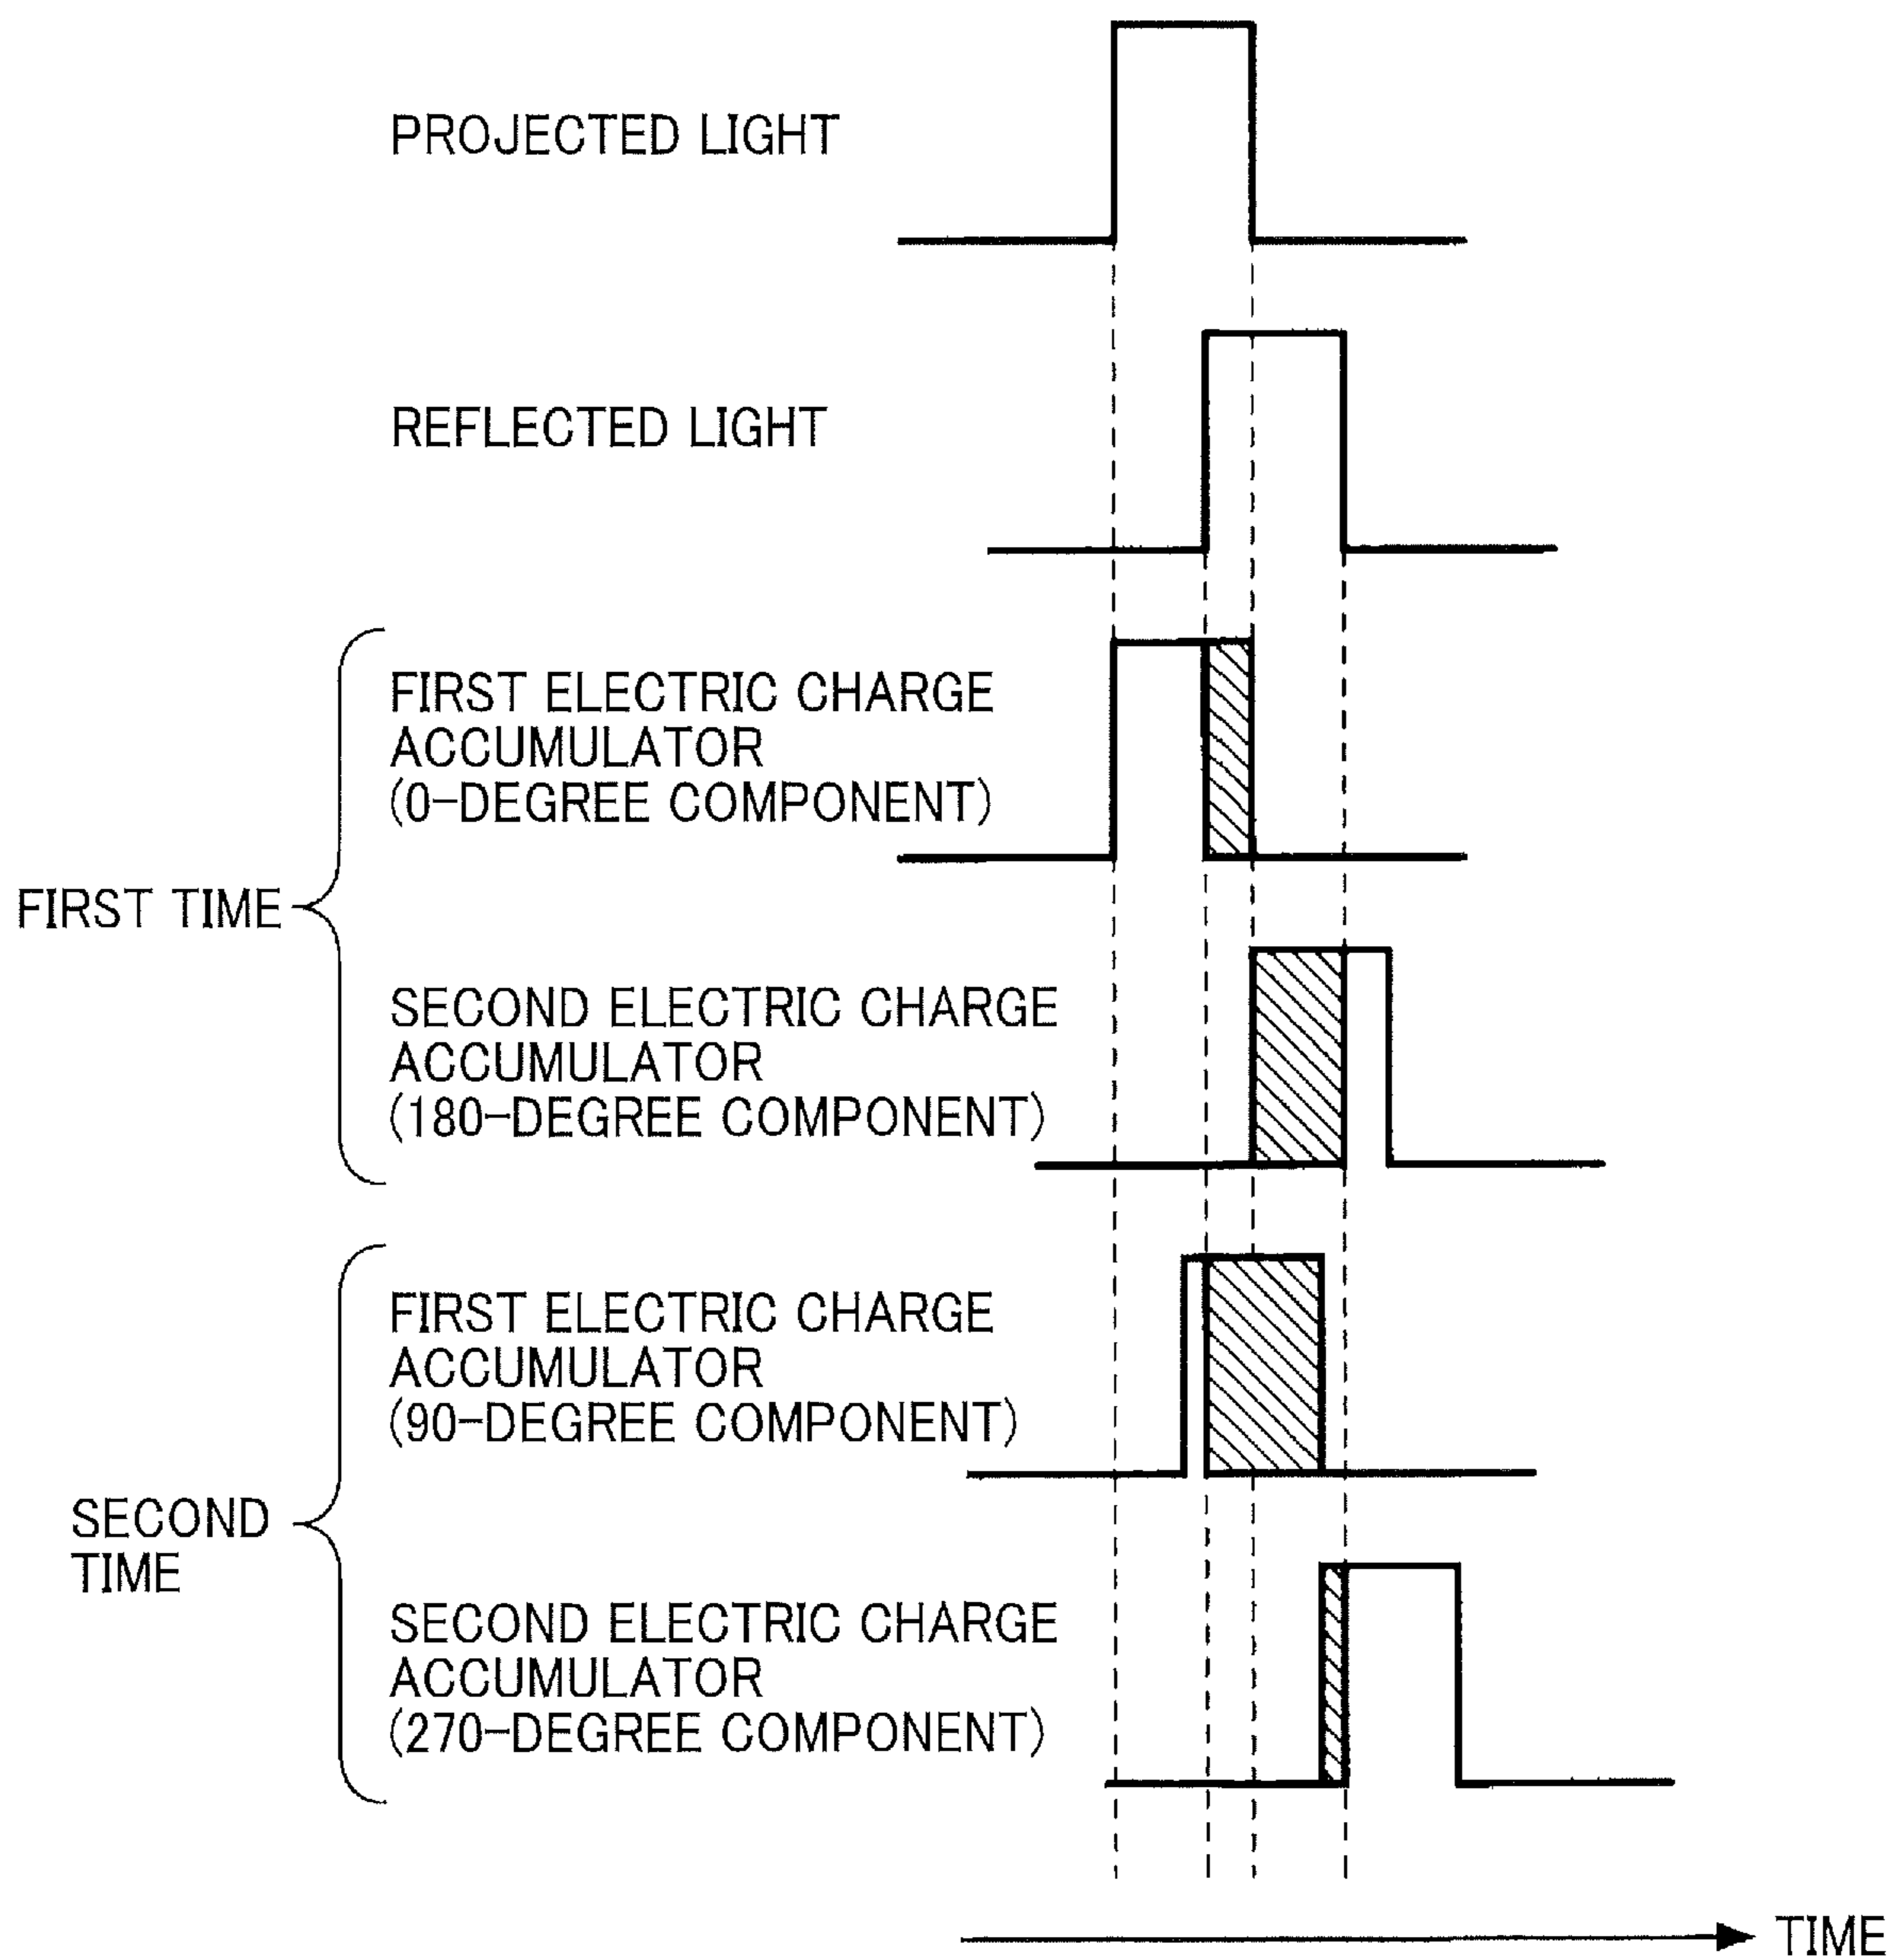 PROJECTED LIGHT
REFLECTED LIGHT
FIRST TIME
FIRST ELECTRIC CHARGE
ACCUMULATOR
(0-DEGREE COMPONENT)
SECOND ELECTRIC CHARGE
ACCUMULATOR
(180-DEGREE COMPONENT)
SECOND
TIME
FIRST ELECTRIC CHARGE
ACCUMULATOR
(90-DEGREE COMPONENT)
SECOND ELECTRIC CHARGE
ACCUMULATOR
(270-DEGREE COMPONENT)
TIME